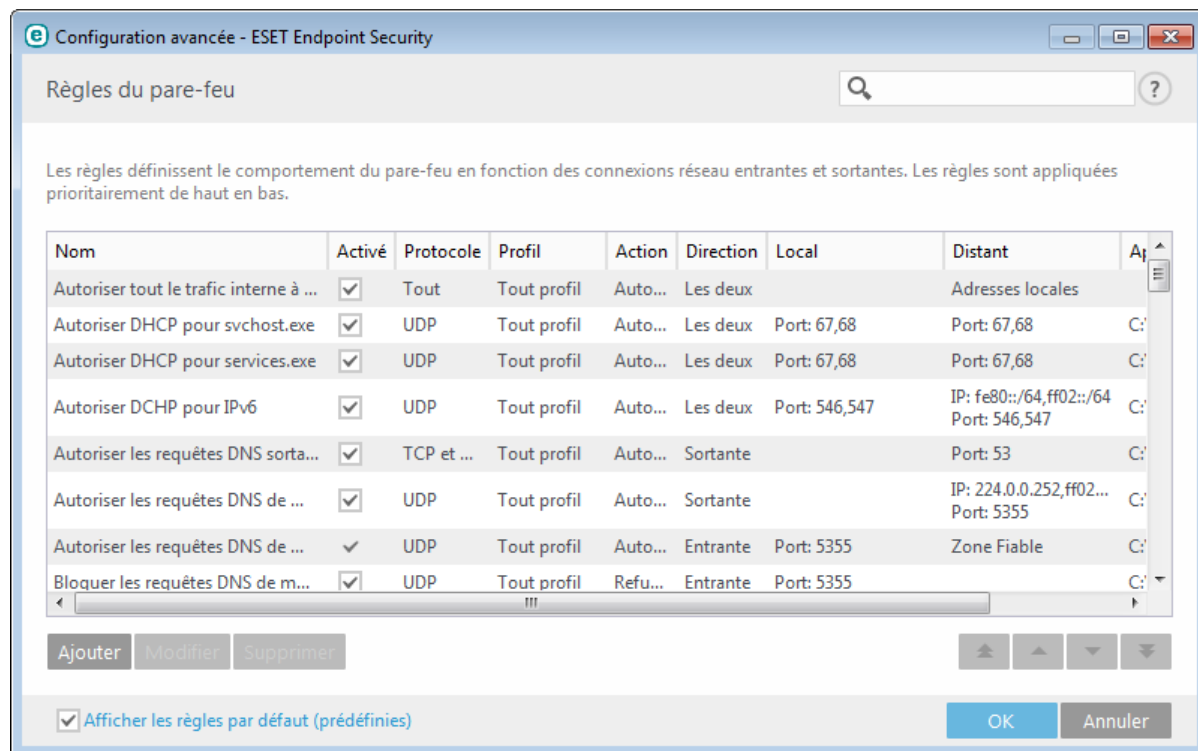 Configuration avancée - ESET Endpoint Security
Règles du pare-feu
?
Les règles définissent le comportement du pare-feu en fonction des connexions réseau entrantes et sortantes. Les règles sont appliquées
prioritairement de haut en bas.
Nom Activé Protocole Profil Action Direction Local Distant
Autoriser tout le trafic interne à ... Tout Tout profil Auto... Les deux Adresses locales
Autoriser DHCP pour svchost.exe UDP Tout profil Auto... Les deux Port: 67,68 Port: 67,68 C:
Autoriser DHCP pour services.exe UDP Tout profil Auto... Les deux Port: 67,68 Port: 67,68 C:
Autoriser DCHP pour IPv6 UDP Tout profil Auto... Les deux Port: 546,547 IP: fe80::/64,ff02::/64 C:
Port: 546,547
Autoriser les requêtes DNS sorta... TCP et ... Tout profil Auto... Sortante Port: 53 C:
Autoriser les requêtes DNS de ... UDP Tout profil Auto... Sortante IP: 224.0.0.252,ff02... C:
Port: 5355
Autoriser les requêtes DNS de ... UDP Tout profil Auto... Entrante Port: 5355 Zone Fiable C:
Bloquer les requêtes DNS de m... UDP Tout profil Refu... Entrante Port: 5355 C:
Ajouter Modifier Supprimer
Afficher les règles par défaut (prédéfinies) OK Annuler